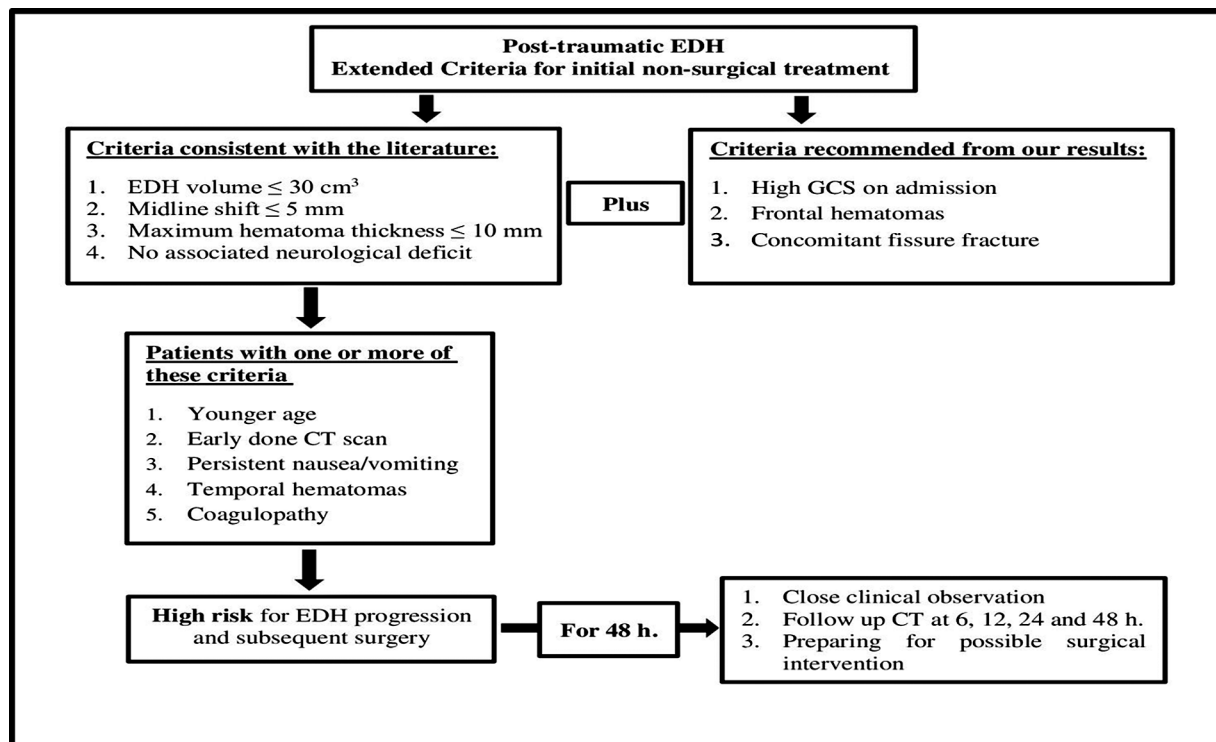 Post-traumatic EDH
Extended Criteria for initial non-surgical treatment
Criteria consistent with the literature:
1. EDH volume ≤ 30 cm³
2. Midline shift ≤ 5 mm
3. Maximum hematoma thickness ≤ 10 mm
4. No associated neurological deficit
Plus
Criteria recommended from our results:
1. High GCS on admission
2. Frontal hematomas
3. Concomitant fissure fracture
Patients with one or more of
these criteria
1. Younger age
2. Early done CT scan
3. Persistent nausea/vomiting
4. Temporal hematomas
5. Coagulopathy
High risk for EDH progression
and subsequent surgery
For 48 h.
1. Close clinical observation
2. Follow up CT at 6, 12, 24 and 48 h.
3. Preparing for possible surgical
intervention